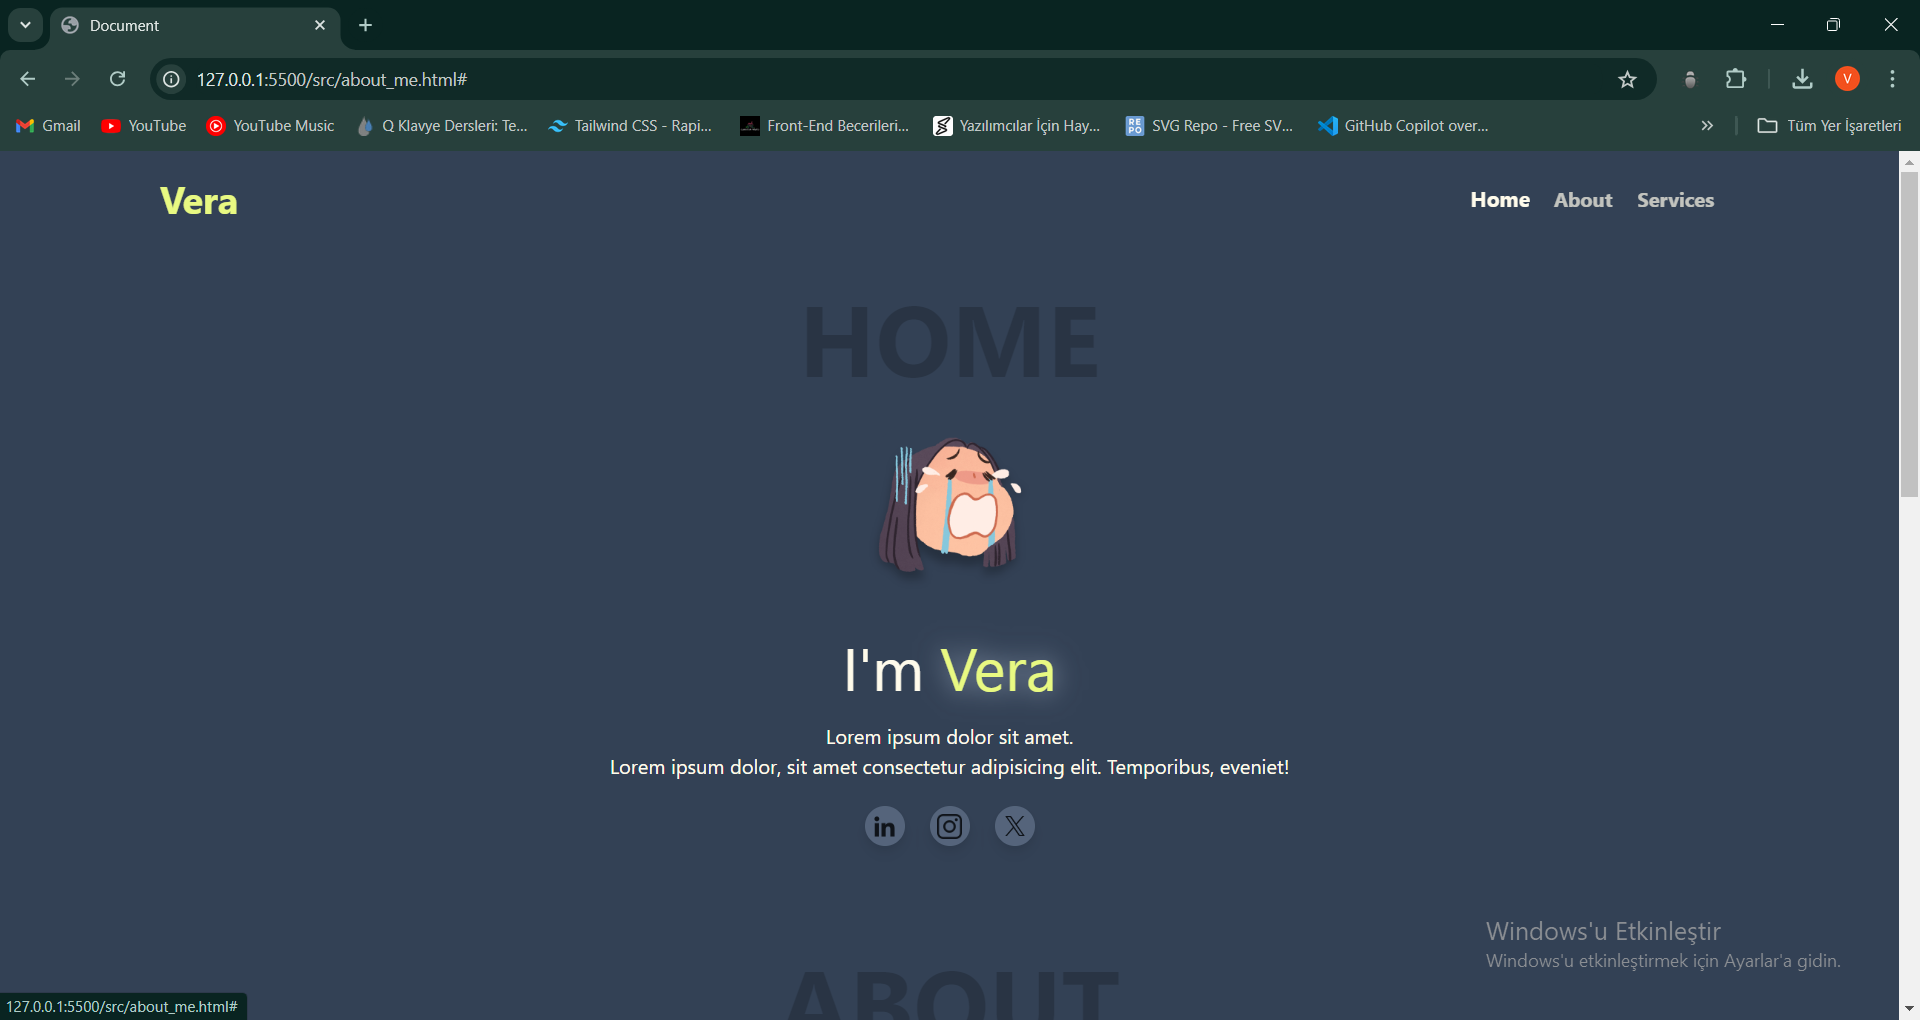 Document
127.0.0.1:5500/src/about_me.html#
V
Gmail
YouTube
YouTube Music
Q Klavye Dersleri: Te...
Tailwind CSS - Rapi...
Front-End Becerileri...
Yazılımcılar İçin Hay...
RE
PO
SVG Repo - Free SV...
GitHub Copilot over...
»
Tüm Yer İşaretleri
Vera
Home
About
Services
HOME
I'm Vera
Lorem ipsum dolor sit amet.
Lorem ipsum dolor, sit amet consectetur adipisicing elit. Temporibus, eveniet!
in
X
Windows'u Etkinleştir
Windows'u etkinleştirmek için Ayarlar'a gidin.
ABOUT
127.0.0.1:5500/src/about_me.html#